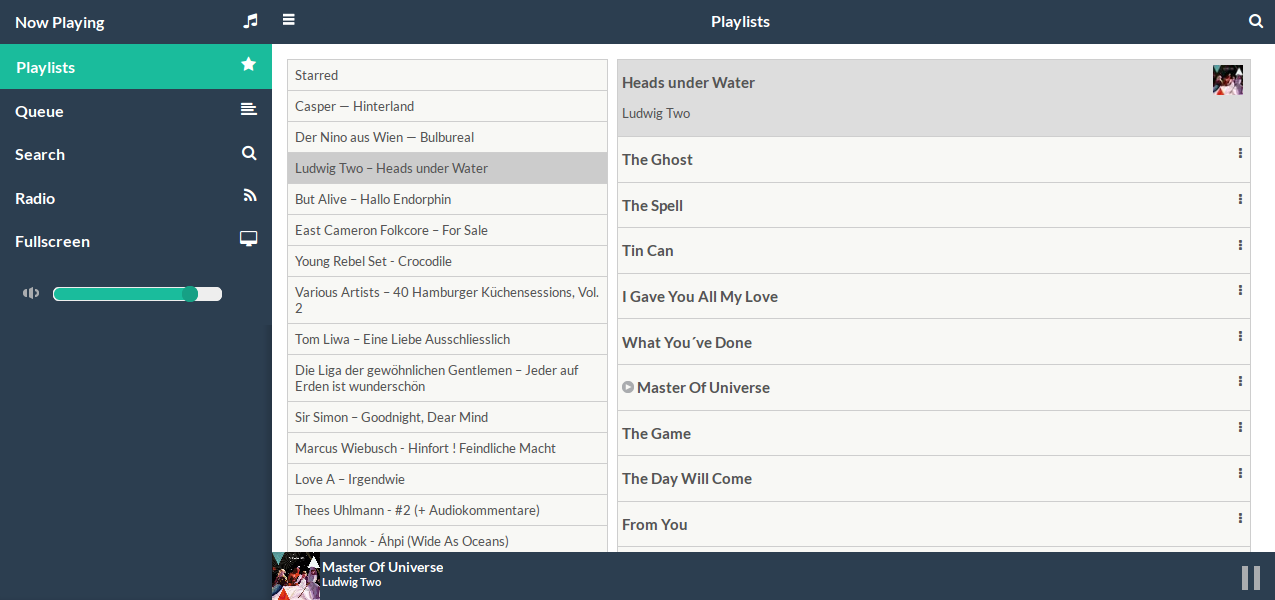 Now Playing
Playlists
Queue
Search
Radio
Fullscreen
Playlists
Starred
Casper — Hinterland
Der Nino aus Wien — Bulbureal
Ludwig Two – Heads under Water
But Alive – Hallo Endorphin
East Cameron Folkcore – For Sale
Young Rebel Set - Crocodile
Various Artists – 40 Hamburger Küchensessions, Vol.
2
Tom Liwa – Eine Liebe Ausschliesslich
Die Liga der gewöhnlichen Gentlemen – Jeder auf
Erden ist wunderschön
Sir Simon – Goodnight, Dear Mind
Marcus Wiebusch - Hinfort ! Feindliche Macht
Love A – Irgendwie
Thees Uhlmann - #2 (+ Audiokommentare)
Sofia Jannok - Áhpi (Wide As Oceans)
Heads under Water
Ludwig Two
The Ghost
The Spell
Tin Can
I Gave You All My Love
What You´ve Done
Master Of Universe
The Game
The Day Will Come
From You
Master Of Universe
Ludwig Two